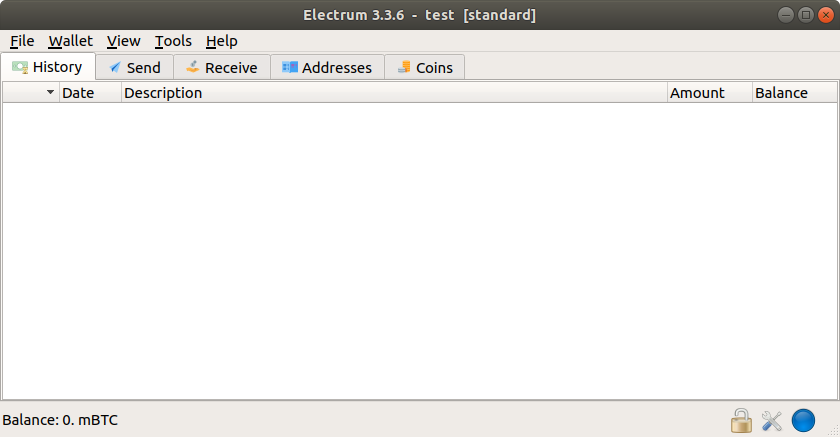 Electrum 3.3.6 - test [standard]
File Wallet View Tools Help
History Send Receive Addresses Coins
Date Description Amount Balance
Balance: 0. mBTC